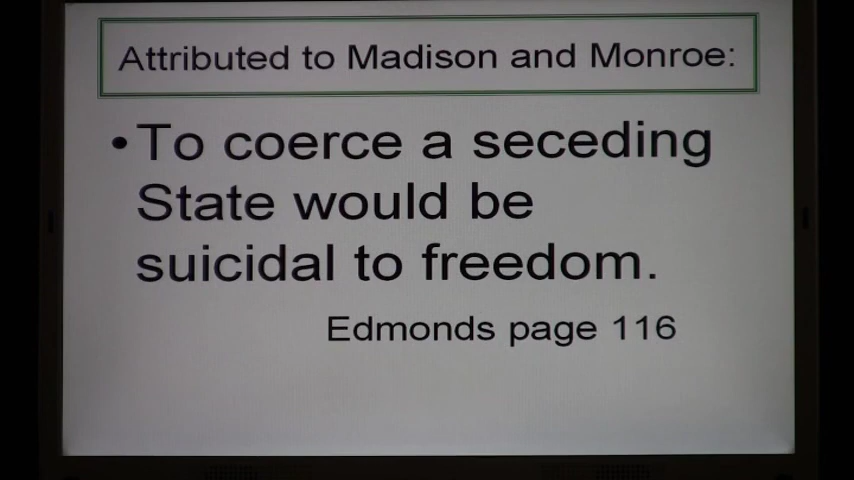 Attributed to Madison and Monroe:
•To coerce a seceding
State would be
suicidal to freedom.
Edmonds page 116